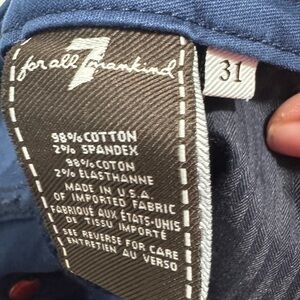 7
for all mankind
31
98% COTTON
2% SPANDEX
98% COTON
2% ELASTHANNE
MADE IN U.S.A
OF IMPORTED FABRIC
FABRIQUÉ AUX ÉTATS-UNIS
DE TISSU IMPORTÉ
SEE REVERSE FOR CARE
ENTRETIEN AU VERSO